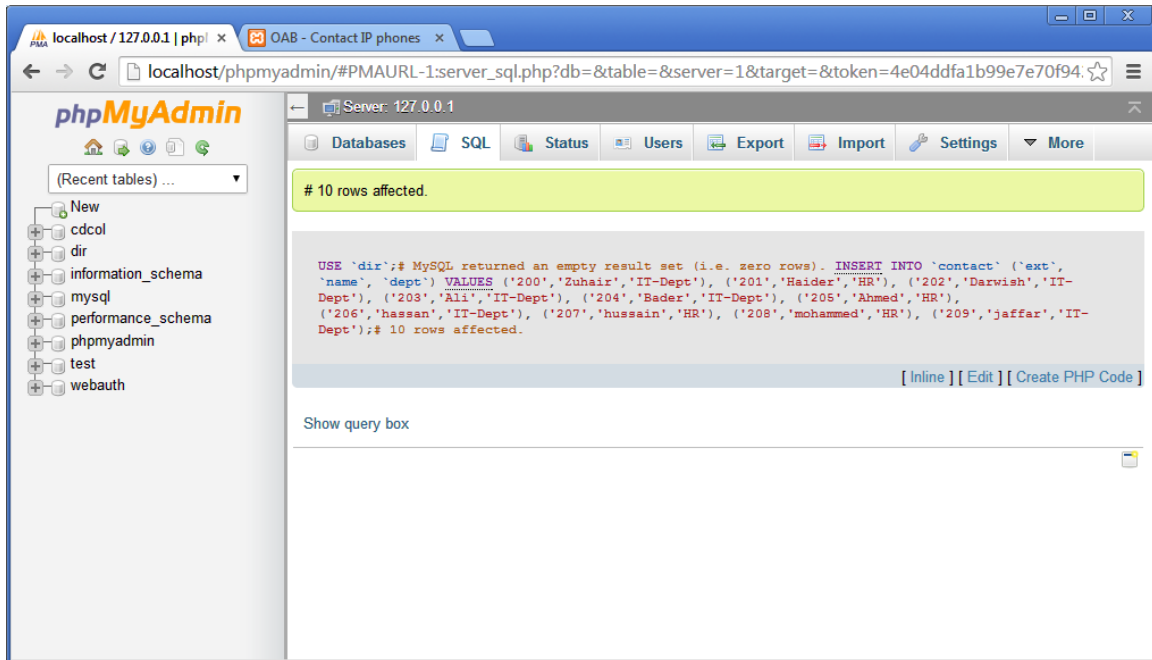 localhost / 127.0.0.1 | phpl
OAB - Contact IP phones
localhost/phpmyadmin/#PMAURL-1:server_sql.php?db=&table=&server=1&target=&token=4e04ddfa1b99e7e70f94
phpMyAdmin
(Recent tables) ...
New
cdcol
dir
information_schema
mysql
performance_schema
phpmyadmin
test
webauth
Server: 127.0.0.1
Databases SQL Status Users Export Import Settings More
# 10 rows affected.
USE `dir`;# MySQL returned an empty result set (i.e. zero rows). INSERT INTO `contact` (`ext`,
`name`, `dept`) VALUES ('200','Zuhair','IT-Dept'), ('201','Haider','HR'), ('202','Darwish','IT-
Dept'), ('203','Ali','IT-Dept'), ('204','Bader','IT-Dept'), ('205','Ahmed','HR'),
('206','hassan','IT-Dept'), ('207','hussain','HR'), ('208','mohammed','HR'), ('209','jaffar','IT-
Dept');# 10 rows affected.
[ Inline ] [ Edit ] [ Create PHP Code ]
Show query box